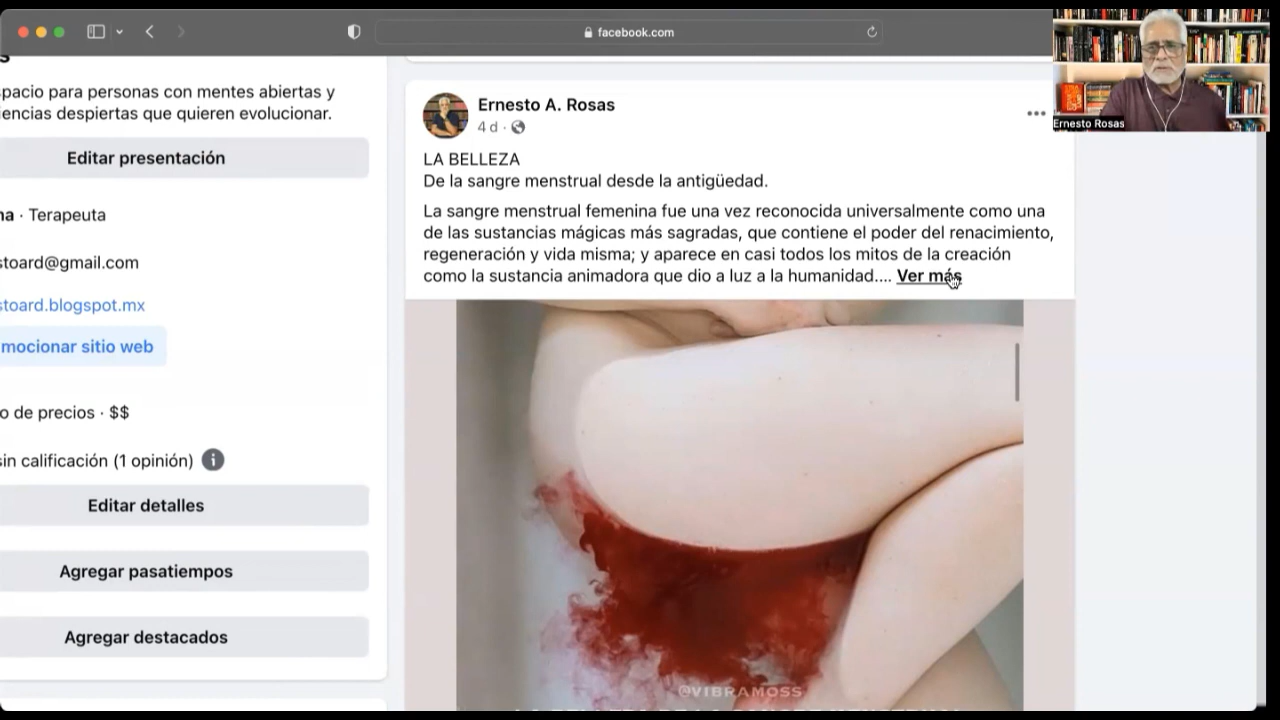 facebook.com
Ernesto Rosas
s
spacio para personas con mentes abiertas y
iencias despiertas que quieren evolucionar.
Editar presentación
na · Terapeuta
stoard@gmail.com
stoard.blogspot.mx
mocionar sitio web
o de precios · $$
sin calificación (1 opinión)
Editar detalles
Agregar pasatiempos
Agregar destacados
Ernesto A. Rosas
4 d ·
LA BELLEZA
De la sangre menstrual desde la antigüedad.
La sangre menstrual femenina fue una vez reconocida universalmente como una
de las sustancias mágicas más sagradas, que contiene el poder del renacimiento,
regeneración y vida misma; y aparece en casi todos los mitos de la creación
como la sustancia animadora que dio a luz a la humanidad.... Ver más
@VIBRAMOSS